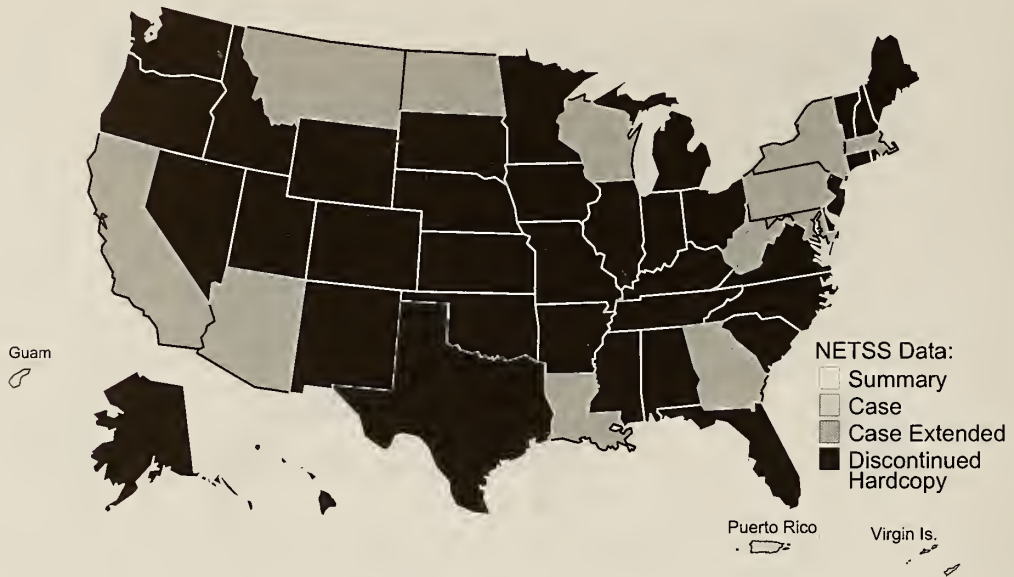 Guam
NETSS Data:
Summary
Case
Case Extended
Discontinued
Hardcopy
Puerto Rico
Virgin Is.